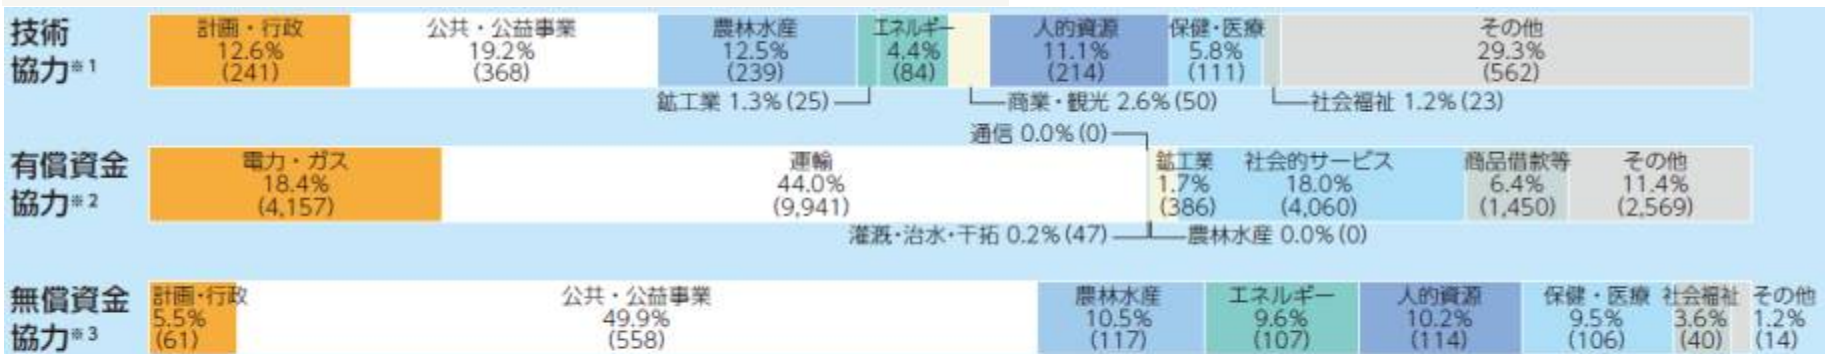 技術
協力※1
計画・行政
12.6%
(241)
公共・公益事業
19.2%
(368)
農林水産
12.5%
(239)
エネルギー
4.4%
(84)
人的資源
11.1%
(214)
保健・医療
5.8%
(111)
その他
29.3%
(562)
鉱工業 1.3%(25)
商業・観光 2.6%(50)
社会福祉 1.2%(23)
有償資金
協力※2
通信 0.0%(0)
電力・ガス
18.4%
(4,157)
運輸
44.0%
(9,941)
鉱工業
1.7%
(386)
社会的サービス
18.0%
(4,060)
商品借款等
6.4%
(1,450)
その他
11.4%
(2,569)
灌漑・治水・干拓 0.2%(47)
農林水産 0.0%(0)
無償資金
協力※3
計画・行政
5.5%
(61)
公共・公益事業
49.9%
(558)
農林水産
10.5%
(117)
エネルギー
9.6%
(107)
人的資源
10.2%
(114)
保健・医療
9.5%
(106)
社会福祉
3.6%
(40)
その他
1.2%
(14)